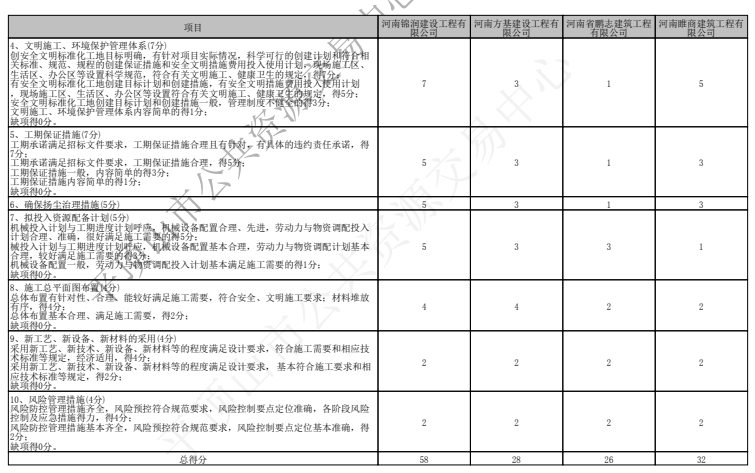 项目
河南锦润建设工程有
限公司
河南方基建设工程有
限公司
河南省鹏志建筑工程
有限公司
河南睢商建筑工程有
限公司
4、文明施工、环境保护管理体系(7分)
创安全文明标准化工地目标明确，有针对项目实际情况，科学可行的创建计划和符合相
关标准、规范、规程的创建保证措施和安全文明措施费用投入使用计划，现场施工区、
生活区、办公区等设置科学规范，符合有关文明施工、健康卫生的规定，得7分；
有安全文明标准化工地创建目标计划和创建措施，有安全文明措施费用投入使用计划
，现场施工区、生活区、办公区等设置符合有关文明施工、健康卫生的规定，得5分；
安全文明标准化工地创建目标计划和创建措施一般，管理制度不健全的得3分；
文明施工、环境保护管理体系内容简单的得1分；
缺项得0分。
7 3 1 5
5、工期保证措施(7分)
工期承诺满足招标文件要求，工期保证措施合理且有针对，有具体的违约责任承诺，得
7分；
工期承诺满足招标文件要求，工期保证措施合理，得5分；
工期保证措施一般，内容简单的得3分；
工期保证措施内容简单的得1分；
缺项得0分。
5 3 1 3
6、确保扬尘治理措施(5分)
5 3 1 3
7、拟投入资源配备计划(5分)
机械投入计划与工期进度计划呼应，机械设备配置合理、先进，劳动力与物资调配投入
计划合理、准确，很好满足施工需要的得5分；
械投入计划与工期进度计划呼应，机械设备配置基本合理，劳动力与物资调配计划基本
合理，较好满足施工需要的得3分；
机械设备配置一般，劳动力与物资调配投入计划基本满足施工需要的得1分；
缺项得0分。
5 3 3 1
8、施工总平面图布置(4分)
总体布置有针对性、合理、能较好满足施工需要，符合安全、文明施工要求；材料堆放
有序，得4分；
总体布置基本合理、满足施工需要，得2分；
缺项得0分。
4 4 2 2
9、新工艺、新设备、新材料的采用(4分)
采用新工艺、新技术、新设备、新材料等的程度满足设计要求，符合施工需要和相应技
术标准等规定，经济适用，得4分；
采用新工艺、新技术、新设备、新材料等的程度满足设计要求， 基本符合施工要求和相
应技术标准等规定，得2分；
缺项得0分。
2 2 2 2
10、风险管理措施(4分)
风险防控管理措施齐全，风险预控符合规范要求，风险控制要点定位准确，各阶段风险
控制及应急措施得力，得4分；
风险防控管理措施基本齐全，风险预控符合规范要求，风险控制要点定位基本准确，得
2分；
缺项得0分。
2 2 2 2
总得分 58 28 26 32
平顶山市公共资源交易中心
平顶山市公共资源交易中心